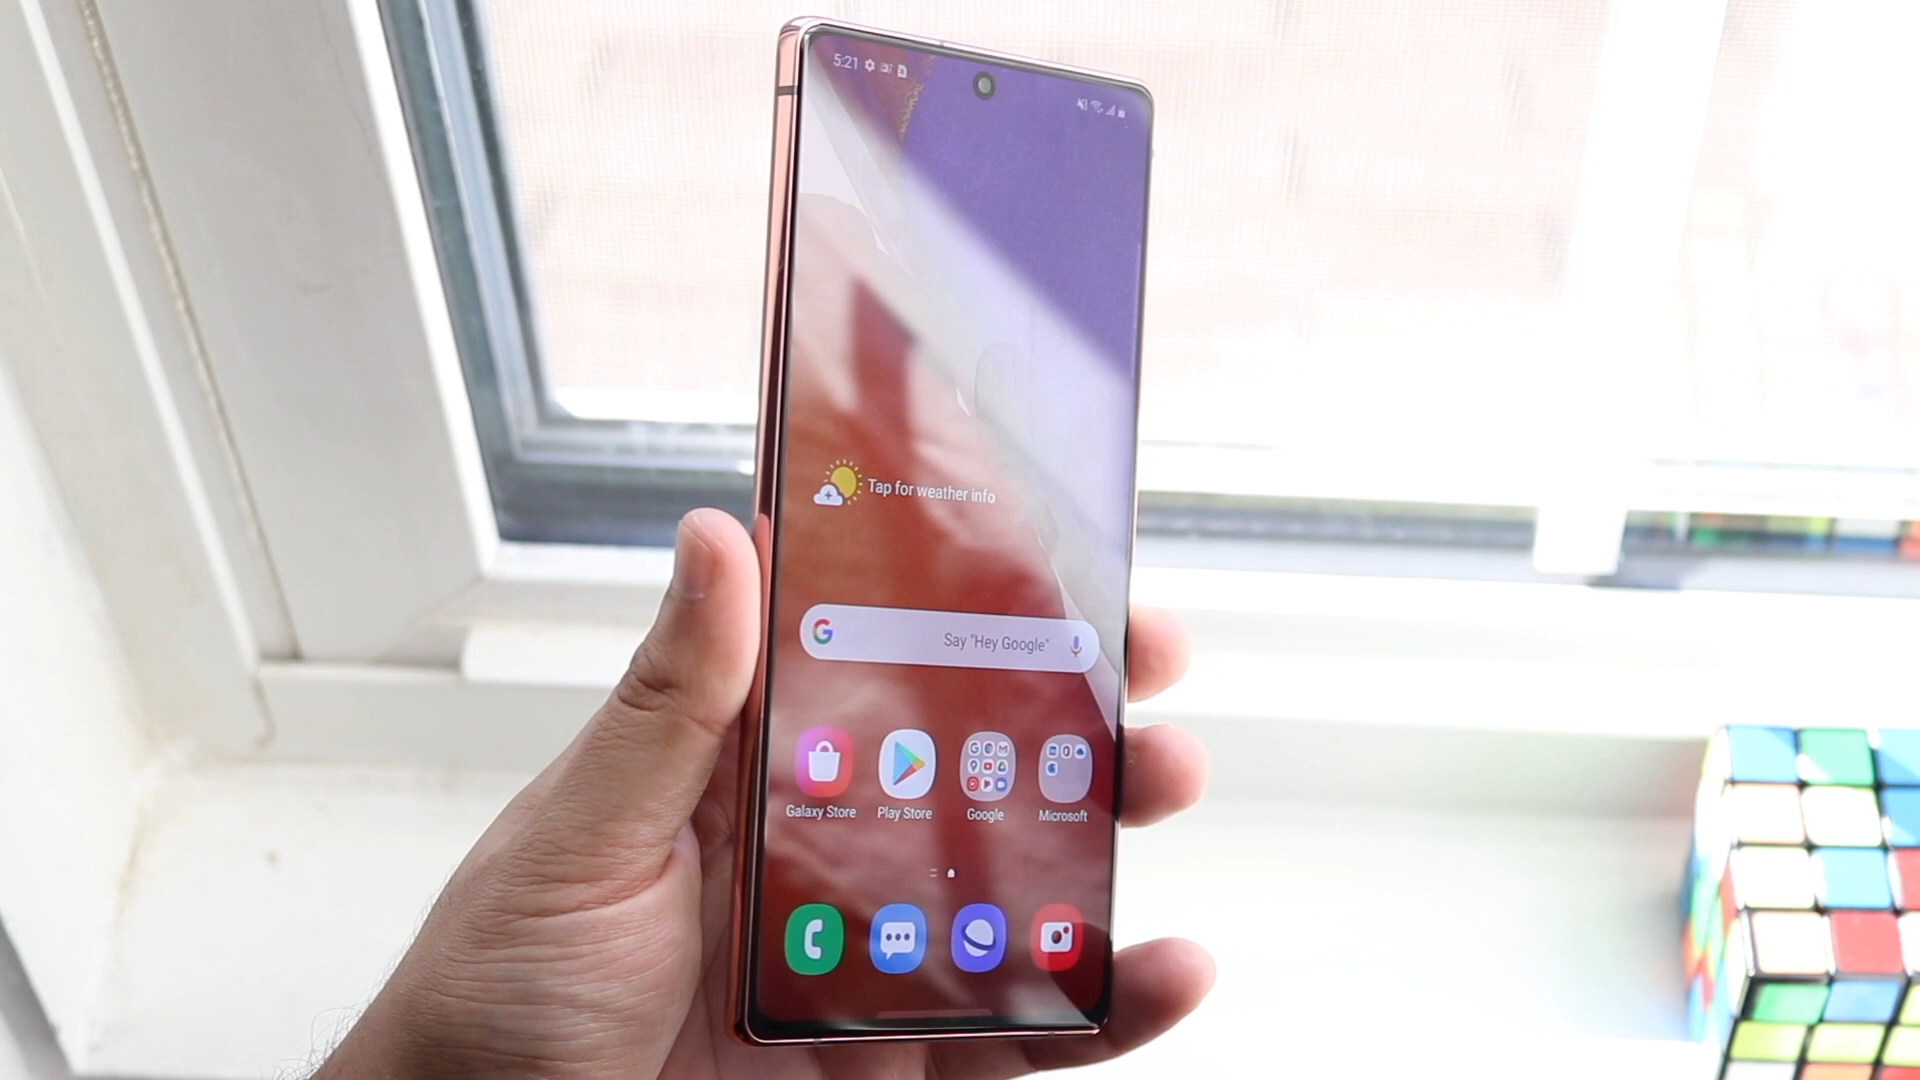 5:21
Tap for weather info
Say "Hey Google"
Galaxy Store
Play Store
Google
Microsoft